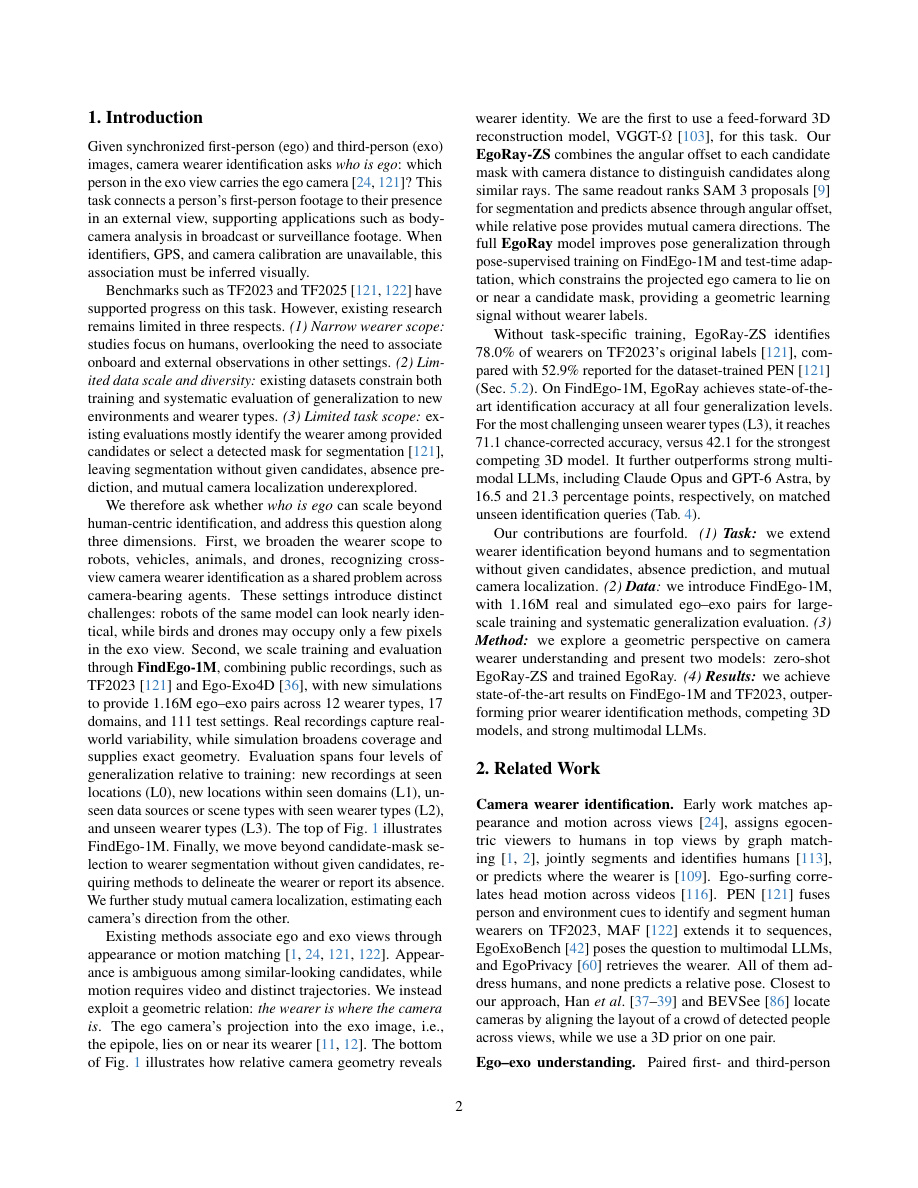 1. Introduction
Given synchronized first-person (ego) and third-person (exo)
images, camera wearer identification asks who is ego: which
person in the exo view carries the ego camera [24, 121]? This
task connects a person's first-person footage to their presence
in an external view, supporting applications such as body-
camera analysis in broadcast or surveillance footage. When
identifiers, GPS, and camera calibration are unavailable, this
association must be inferred visually.
Benchmarks such as TF2023 and TF2025 [121, 122] have
supported progress on this task. However, existing research
remains limited in three respects. (1) Narrow wearer scope:
studies focus on humans, overlooking the need to associate
onboard and external observations in other settings. (2) Lim-
ited data scale and diversity: existing datasets constrain both
training and systematic evaluation of generalization to new
environments and wearer types. (3) Limited task scope: ex-
isting evaluations mostly identify the wearer among provided
candidates or select a detected mask for segmentation [121],
leaving segmentation without given candidates, absence pre-
diction, and mutual camera localization underexplored.
We therefore ask whether who is ego can scale beyond
human-centric identification, and address this question along
three dimensions. First, we broaden the wearer scope to
robots, vehicles, animals, and drones, recognizing cross-
view camera wearer identification as a shared problem across
camera-bearing agents. These settings introduce distinct
challenges: robots of the same model can look nearly iden-
tical, while birds and drones may occupy only a few pixels
in the exo view. Second, we scale training and evaluation
through FindEgo-1M, combining public recordings, such as
TF2023 [121] and Ego-Exo4D [36], with new simulations
to provide 1.16M ego–exo pairs across 12 wearer types, 17
domains, and 111 test settings. Real recordings capture real-
world variability, while simulation broadens coverage and
supplies exact geometry. Evaluation spans four levels of
generalization relative to training: new recordings at seen
locations (L0), new locations within seen domains (L1), un-
seen data sources or scene types with seen wearer types (L2),
and unseen wearer types (L3). The top of Fig. 1 illustrates
FindEgo-1M. Finally, we move beyond candidate-mask se-
lection to wearer segmentation without given candidates, re-
quiring methods to delineate the wearer or report its absence.
We further study mutual camera localization, estimating each
camera's direction from the other.
Existing methods associate ego and exo views through
appearance or motion matching [1, 24, 121, 122]. Appear-
ance is ambiguous among similar-looking candidates, while
motion requires video and distinct trajectories. We instead
exploit a geometric relation: the wearer is where the camera
is. The ego camera's projection into the exo image, i.e.,
the epipole, lies on or near its wearer [11, 12]. The bottom
of Fig. 1 illustrates how relative camera geometry reveals
wearer identity. We are the first to use a feed-forward 3D
reconstruction model, VGGT-Ω [103], for this task. Our
EgoRay-ZS combines the angular offset to each candidate
mask with camera distance to distinguish candidates along
similar rays. The same readout ranks SAM 3 proposals [9]
for segmentation and predicts absence through angular offset,
while relative pose provides mutual camera directions. The
full EgoRay model improves pose generalization through
pose-supervised training on FindEgo-1M and test-time adap-
tation, which constrains the projected ego camera to lie on
or near a candidate mask, providing a geometric learning
signal without wearer labels.
Without task-specific training, EgoRay-ZS identifies
78.0% of wearers on TF2023's original labels [121], com-
pared with 52.9% reported for the dataset-trained PEN [121]
(Sec. 5.2). On FindEgo-1M, EgoRay achieves state-of-the-
art identification accuracy at all four generalization levels.
For the most challenging unseen wearer types (L3), it reaches
71.1 chance-corrected accuracy, versus 42.1 for the strongest
competing 3D model. It further outperforms strong multi-
modal LLMs, including Claude Opus and GPT-6 Astra, by
16.5 and 21.3 percentage points, respectively, on matched
unseen identification queries (Tab. 4).
Our contributions are fourfold. (1) Task: we extend
wearer identification beyond humans and to segmentation
without given candidates, absence prediction, and mutual
camera localization. (2) Data: we introduce FindEgo-1M,
with 1.16M real and simulated ego–exo pairs for large-
scale training and systematic generalization evaluation. (3)
Method: we explore a geometric perspective on camera
wearer understanding and present two models: zero-shot
EgoRay-ZS and trained EgoRay. (4) Results: we achieve
state-of-the-art results on FindEgo-1M and TF2023, outper-
forming prior wearer identification methods, competing 3D
models, and strong multimodal LLMs.
2. Related Work
Camera wearer identification. Early work matches ap-
pearance and motion across views [24], assigns egocen-
tric viewers to humans in top views by graph match-
ing [1, 2], jointly segments and identifies humans [113],
or predicts where the wearer is [109]. Ego-surfing corre-
lates head motion across videos [116]. PEN [121] fuses
person and environment cues to identify and segment human
wearers on TF2023, MAF [122] extends it to sequences,
EgoExoBench [42] poses the question to multimodal LLMs,
and EgoPrivacy [60] retrieves the wearer. All of them ad-
dress humans, and none predicts a relative pose. Closest to
our approach, Han et al. [37–39] and BEVSee [86] locate
cameras by aligning the layout of a crowd of detected people
across views, while we use a 3D prior on one pair.
Ego–exo understanding. Paired first- and third-person
2